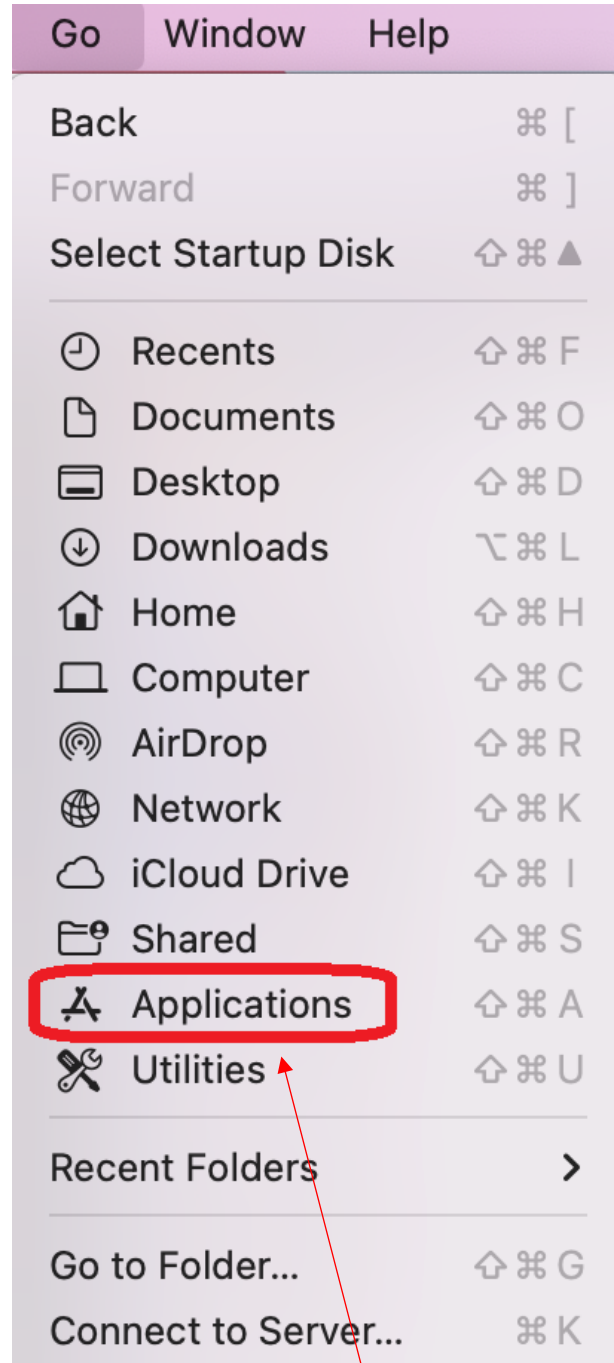 Go Window Help
Back ⌘ [
Forward ⌘ ]
Select Startup Disk ⇧ ⌘ ▲
Recents ⇧ ⌘ F
Documents ⇧ ⌘ O
Desktop ⇧ ⌘ D
Downloads ⌥ ⌘ L
Home ⇧ ⌘ H
Computer ⇧ ⌘ C
AirDrop ⇧ ⌘ R
Network ⇧ ⌘ K
iCloud Drive ⇧ ⌘ I
Shared ⇧ ⌘ S
Applications ⇧ ⌘ A
Utilities ⇧ ⌘ U
Recent Folders >
Go to Folder... ⇧ ⌘ G
Connect to Server... ⌘ K